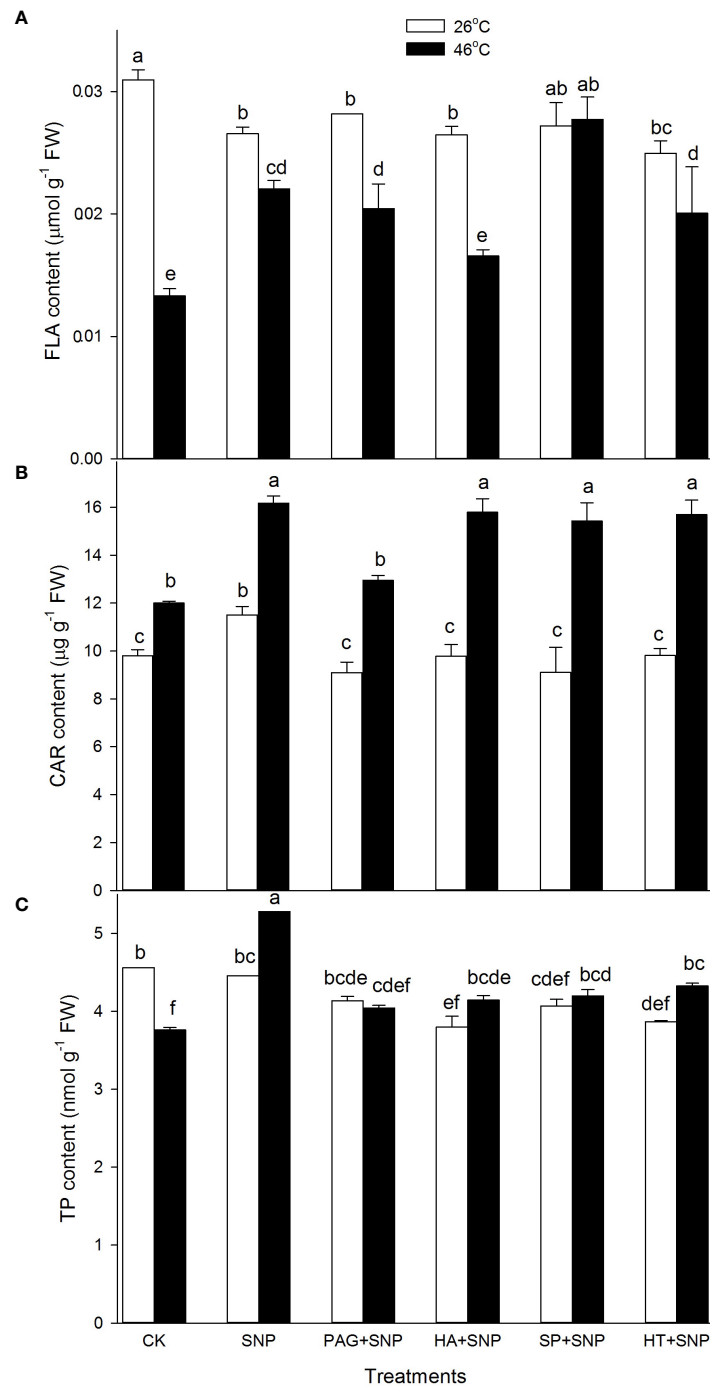 A
26°C
46°C
FLA content (μmol g⁻¹ FW)
0.03
0.02
0.01
0.00
a
e
b
cd
b
d
b
e
ab
ab
bc
d
B
CAR content (μg g⁻¹ FW)
16
14
12
10
8
6
4
2
0
c
b
b
a
c
b
c
a
c
a
c
a
C
TP content (nmol g⁻¹ FW)
5
4
3
2
1
0
b
f
bc
a
bcde
cdef
ef
bcde
cdef
bcd
def
bc
CK SNP PAG+SNP HA+SNP SP+SNP HT+SNP
Treatments